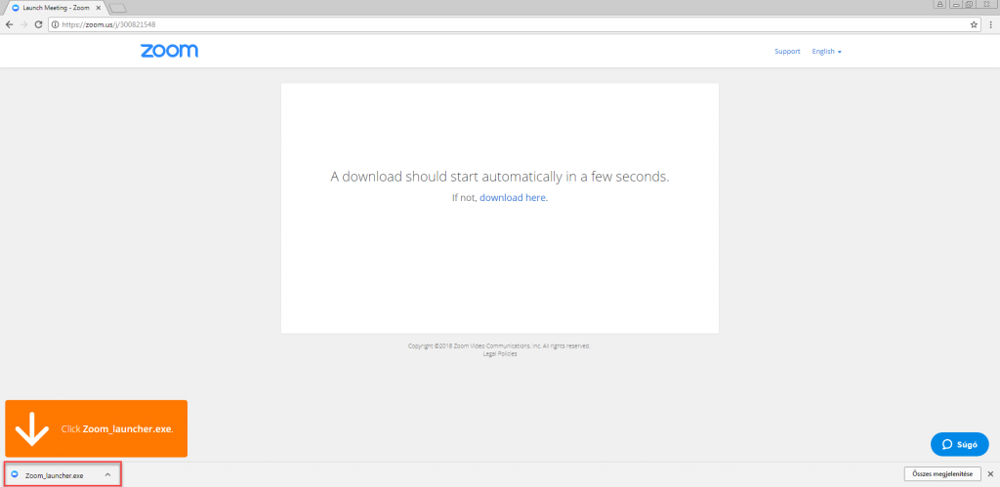 Launch Meeting - Zoom
https://zoom.us/j/300821548
zoom
Support English
A download should start automatically in a few seconds.
If not, download here.
Copyright ©2018 Zoom Video Communications, Inc. All rights reserved.
Legal Policies
Click Zoom_launcher.exe.
Súgó
Zoom_launcher.exe
Összes megjelenítése